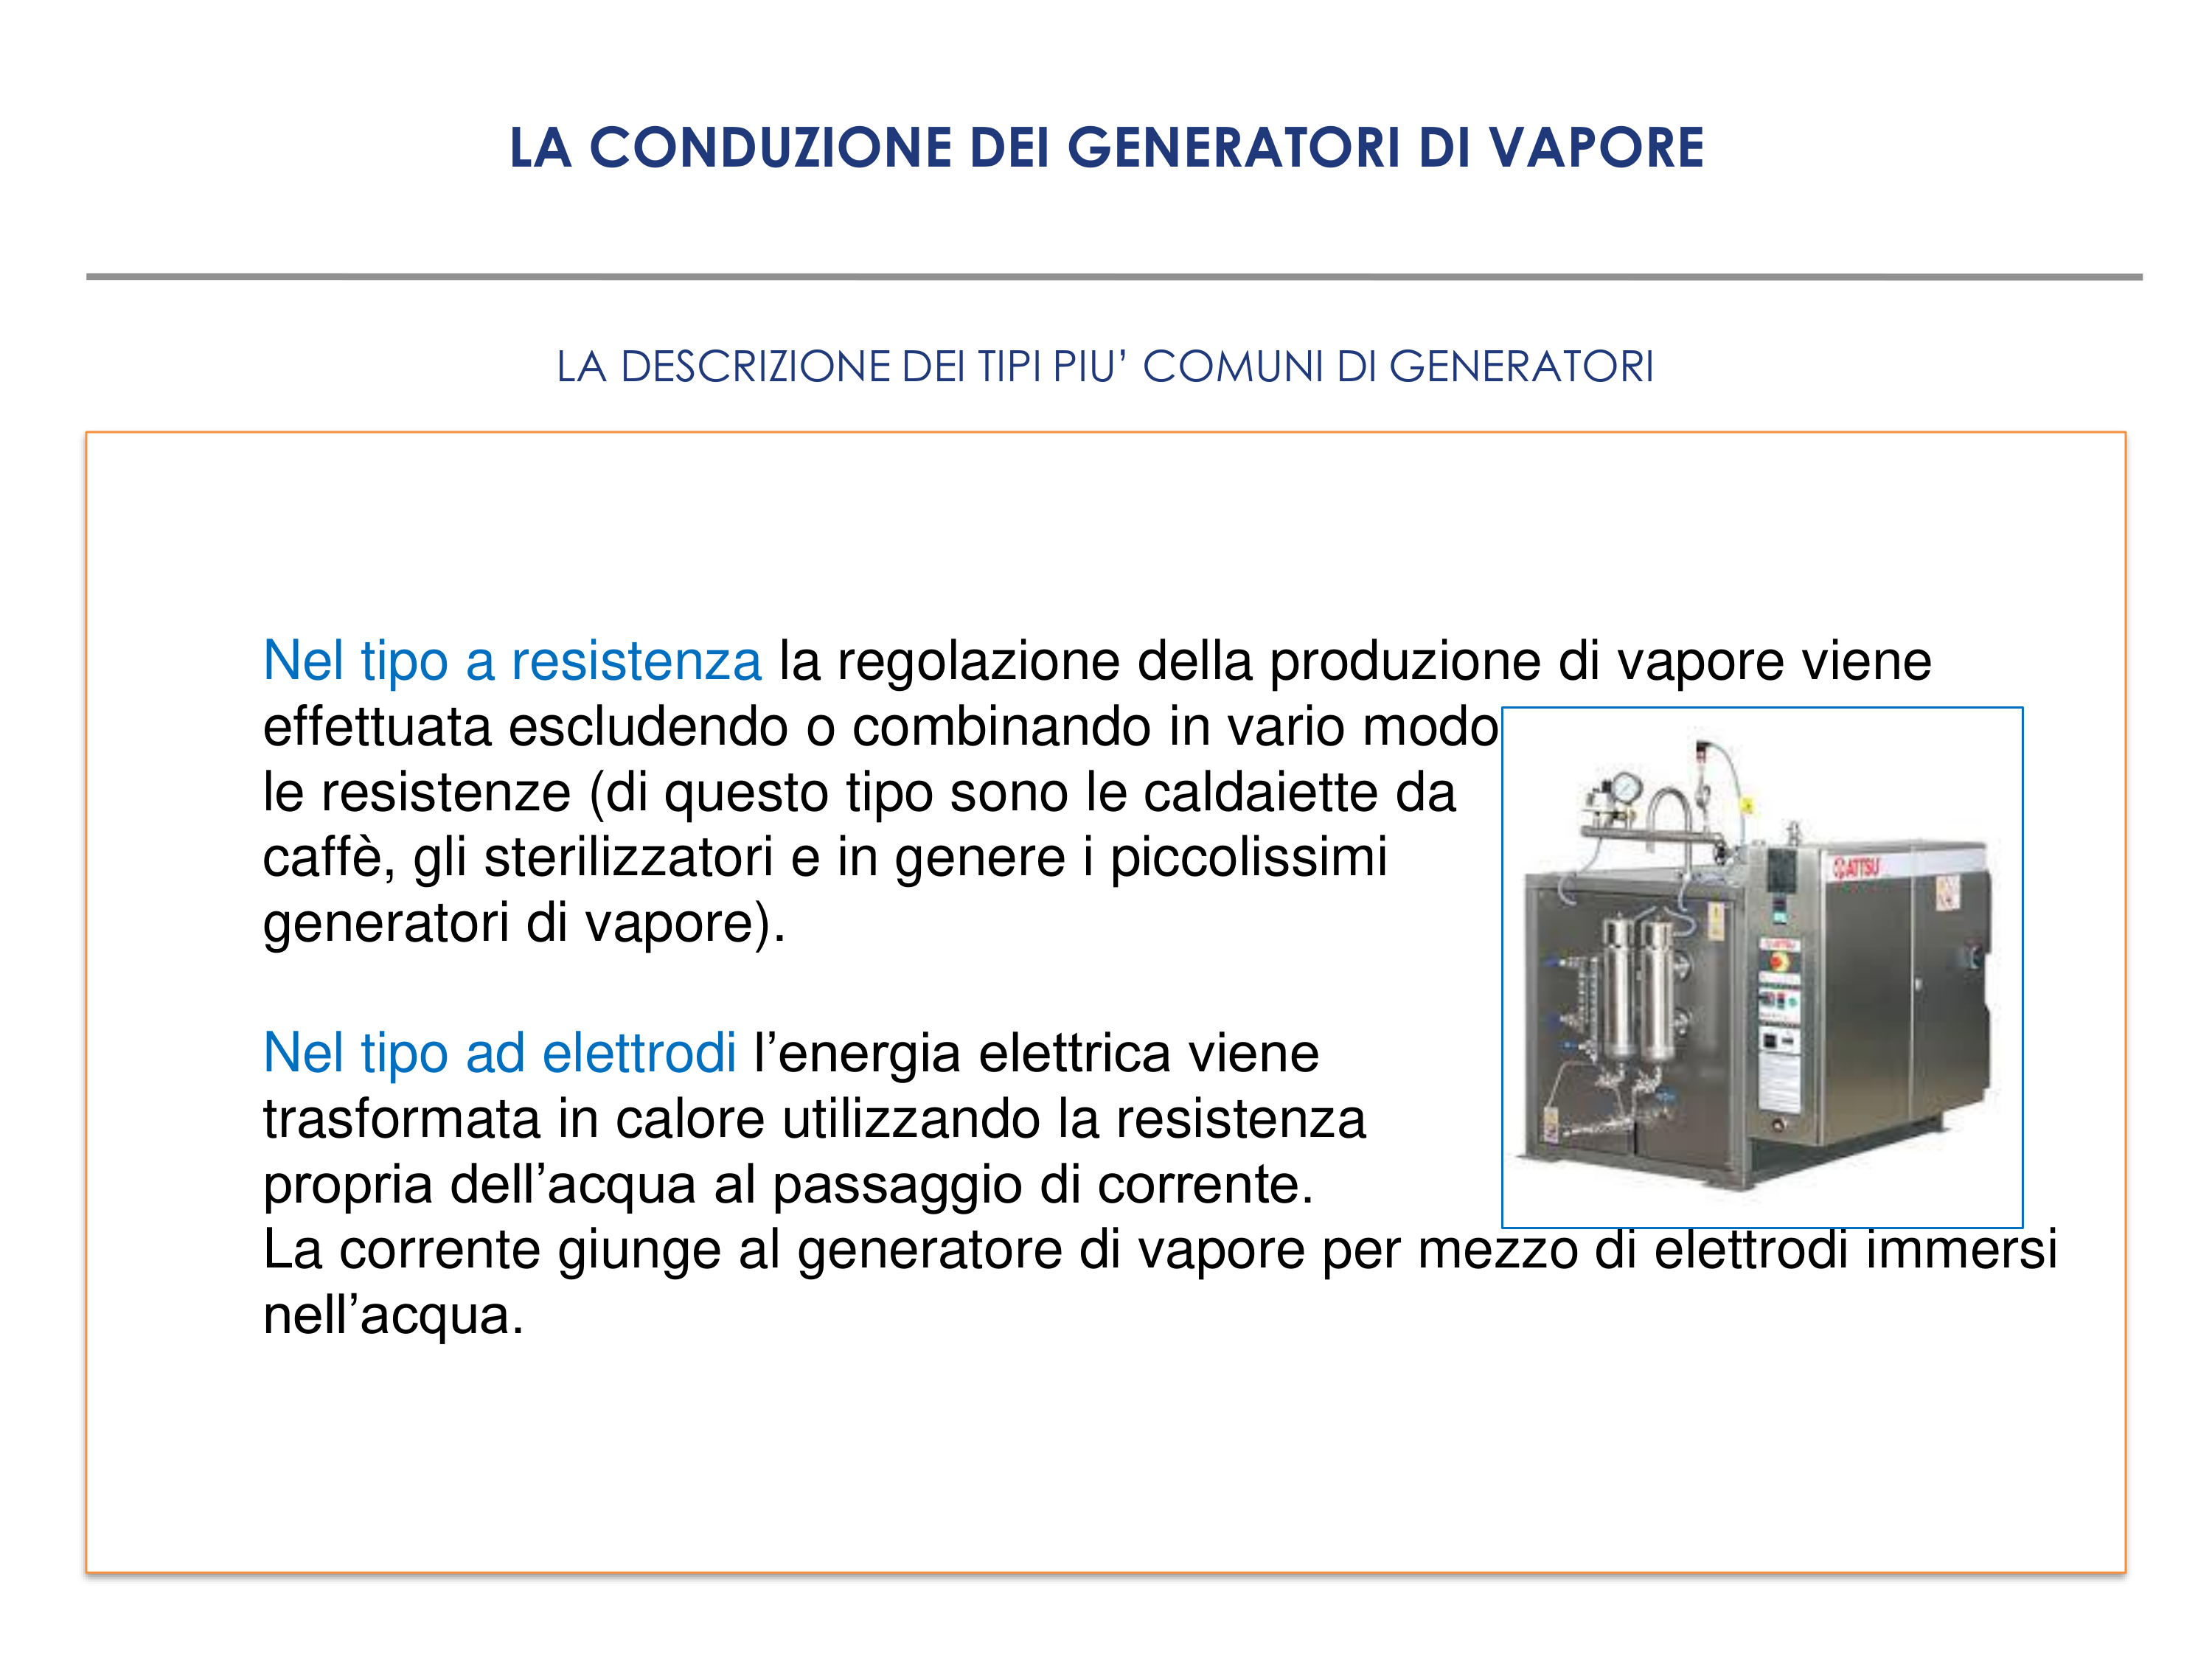 LA CONDUZIONE DEI GENERATORI DI VAPORE
LA DESCRIZIONE DEI TIPI PIU’ COMUNI DI GENERATORI
Nel tipo a resistenza la regolazione della produzione di vapore viene
effettuata escludendo o combinando in vario modo
le resistenze (di questo tipo sono le caldaiette da
caffè, gli sterilizzatori e in genere i piccolissimi
generatori di vapore).
ATTSU
Nel tipo ad elettrodi l’energia elettrica viene
trasformata in calore utilizzando la resistenza
propria dell’acqua al passaggio di corrente.
La corrente giunge al generatore di vapore per mezzo di elettrodi immersi
nell’acqua.